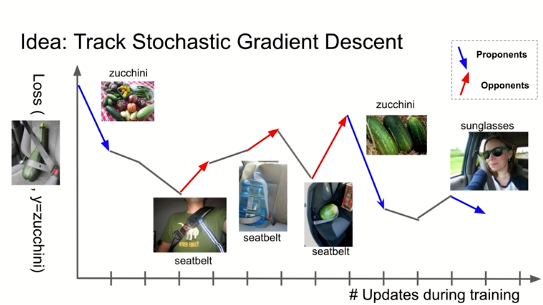 Idea: Track Stochastic Gradient Descent
Proponents
Opponents
Loss ( , y=zucchini)
zucchini
seatbelt
seatbelt
seatbelt
zucchini
sunglasses
# Updates during training